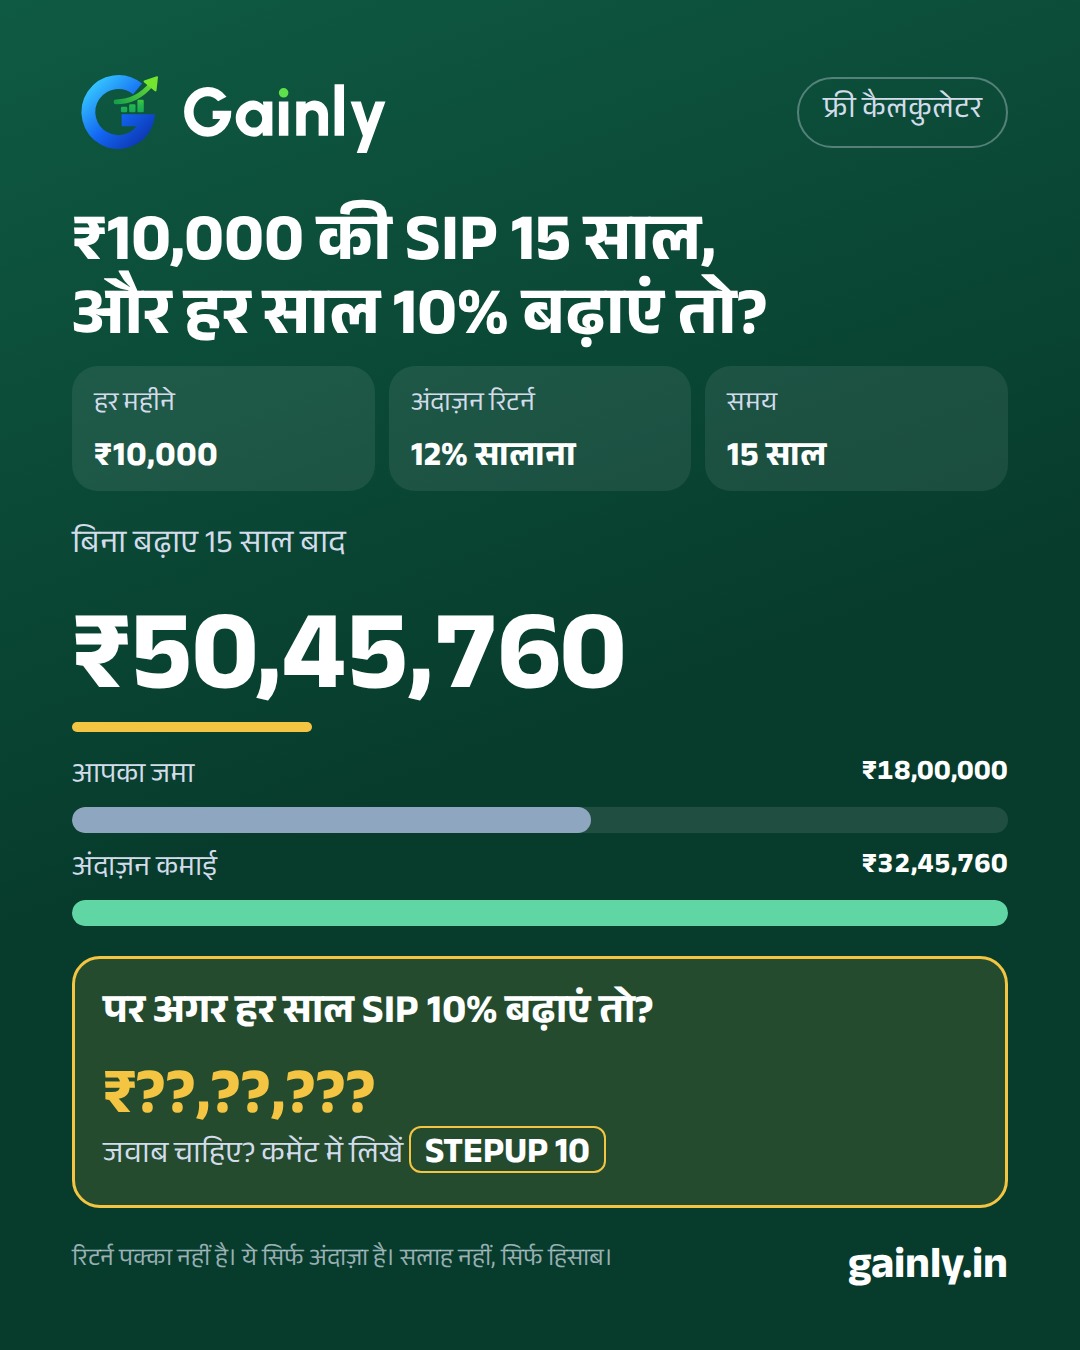 Gainly
फ्री कैलकुलेटर
₹10,000 की SIP 15 साल,
और हर साल 10% बढ़ाएं तो?
हर महीने
₹10,000
अंदाज़न रिटर्न
12% सालाना
समय
15 साल
बिना बढ़ाए 15 साल बाद
₹50,45,760
आपका जमा ₹18,00,000
अंदाज़न कमाई ₹32,45,760
पर अगर हर साल SIP 10% बढ़ाएं तो?
₹??,??,???
जवाब चाहिए? कमेंट में लिखें STEPUP 10
रिटर्न पक्का नहीं है। ये सिर्फ अंदाज़ा है। सलाह नहीं, सिर्फ हिसाब।
gainly.in